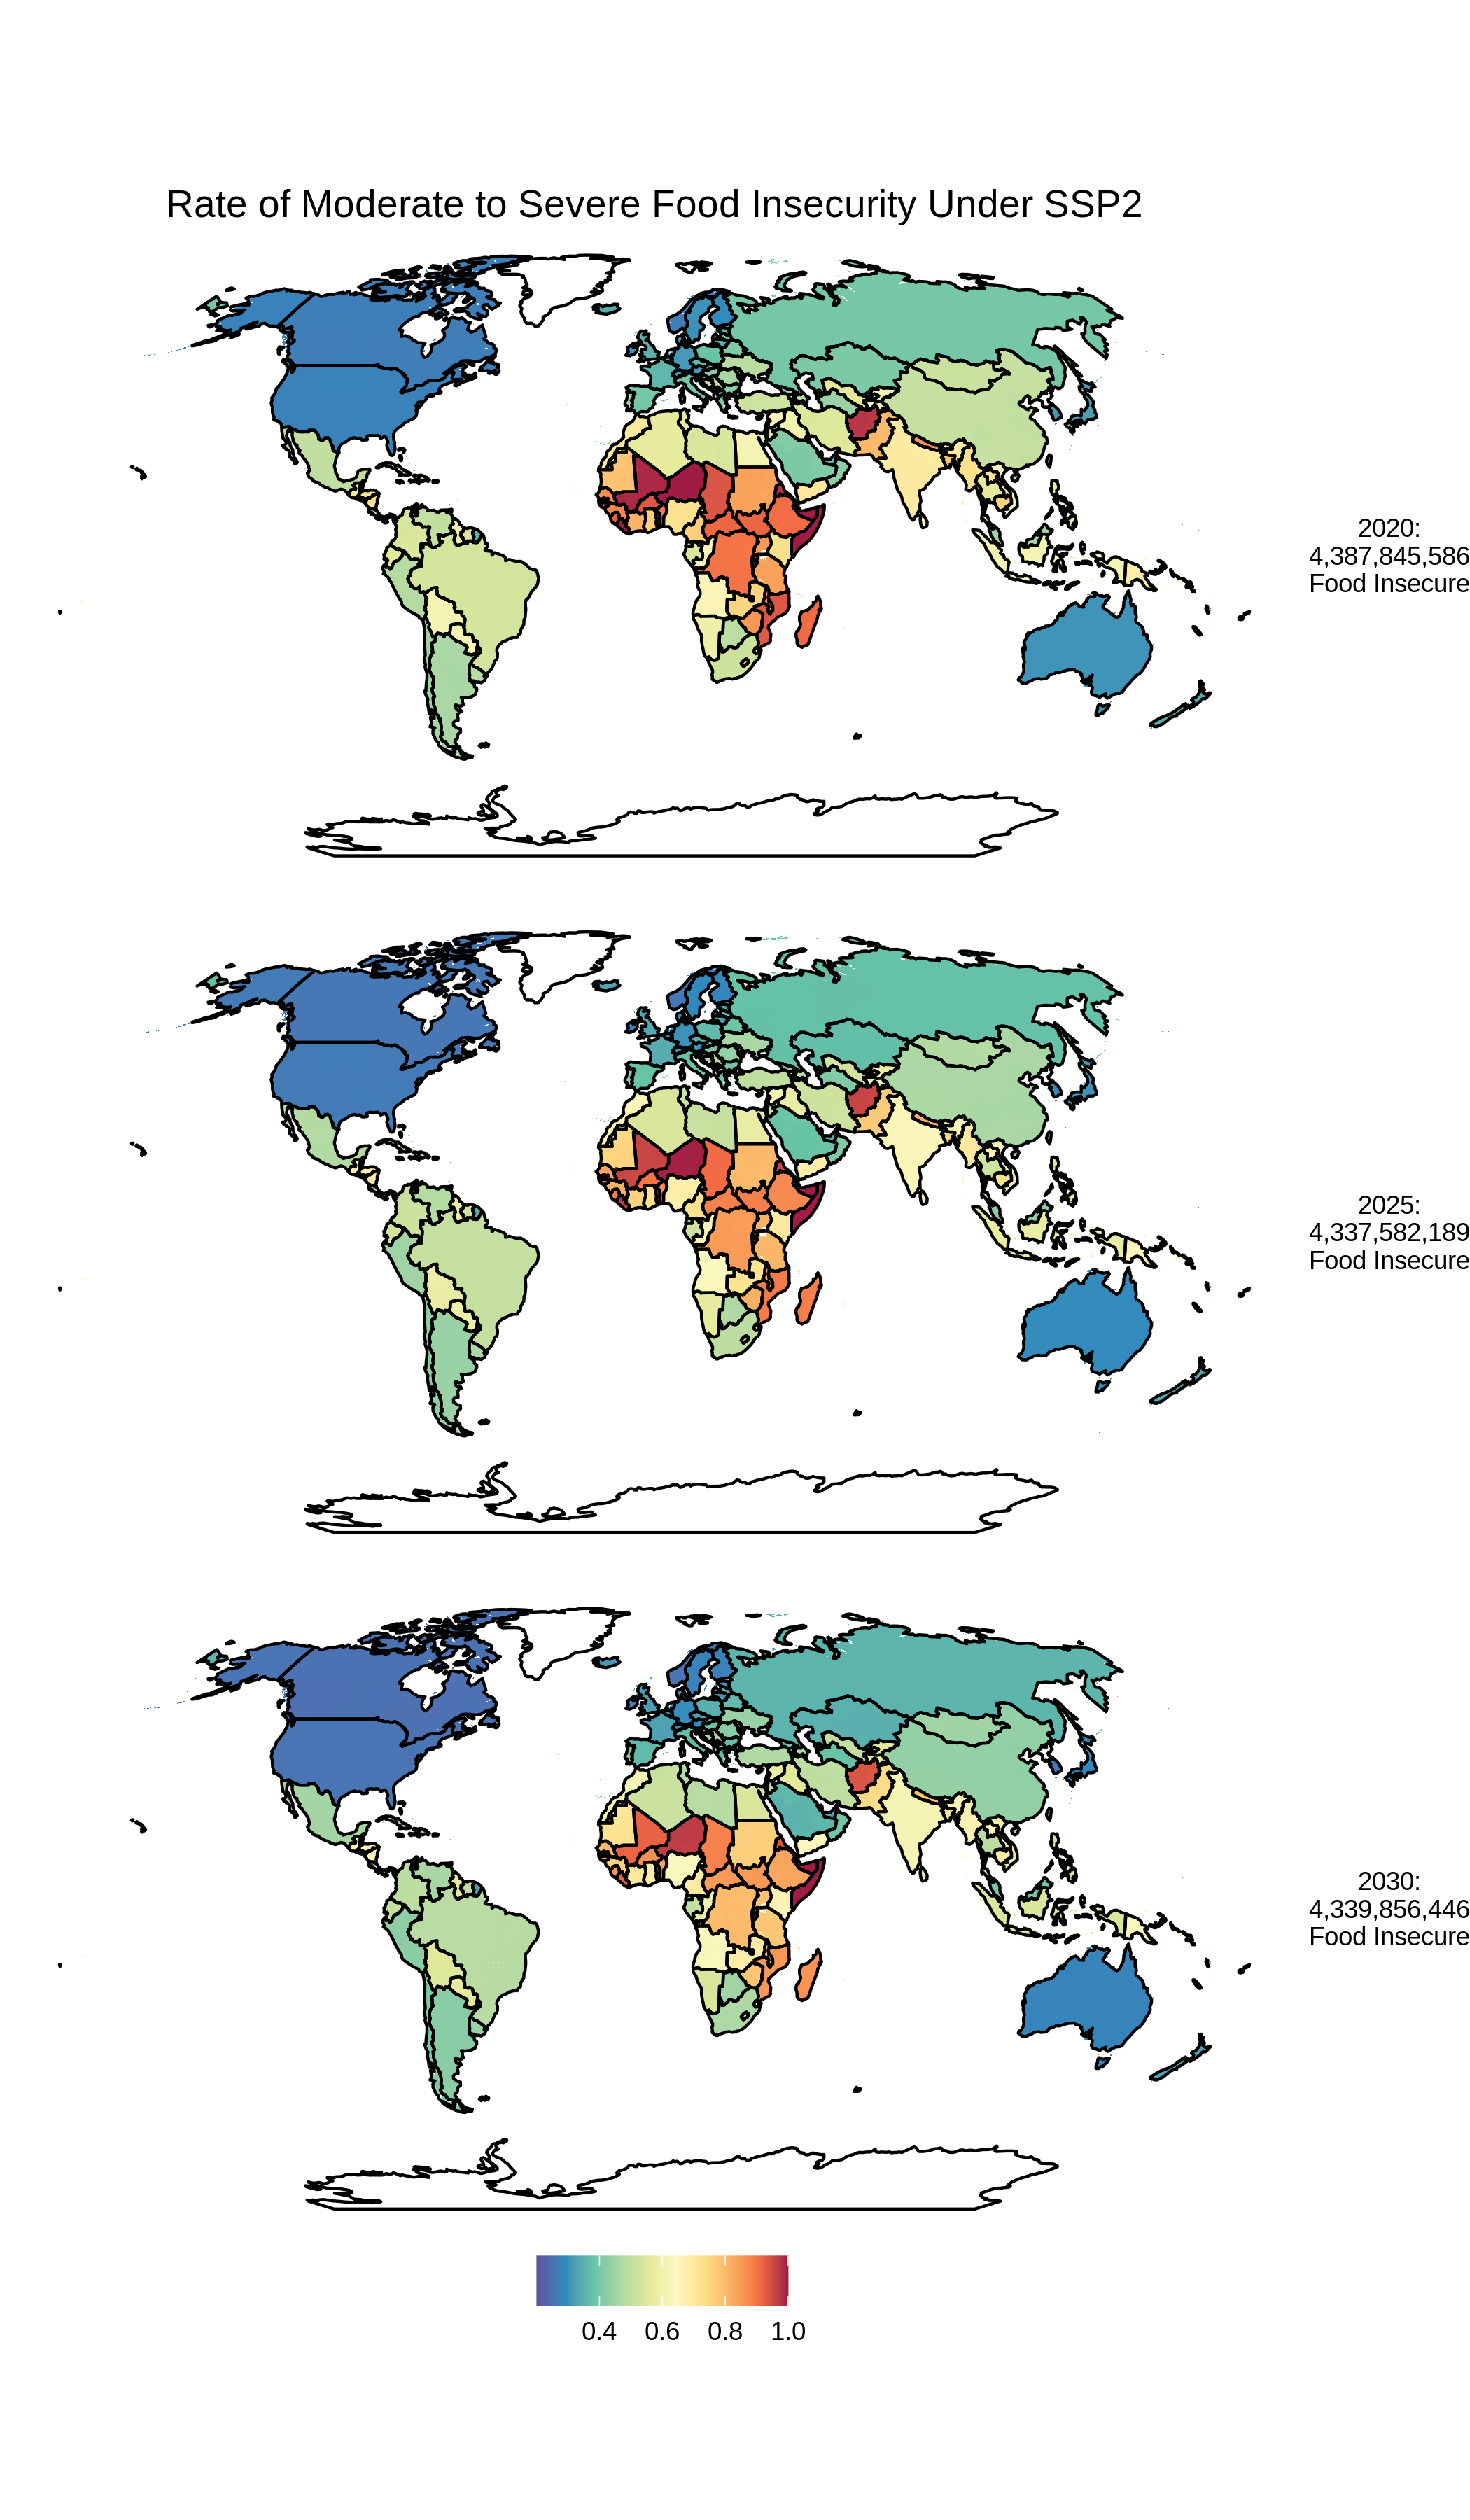 Rate of Moderate to Severe Food Insecurity Under SSP2
2020:
4,387,845,586
Food Insecure
2025:
4,337,582,189
Food Insecure
2030:
4,339,856,446
Food Insecure
0.4 0.6 0.8 1.0